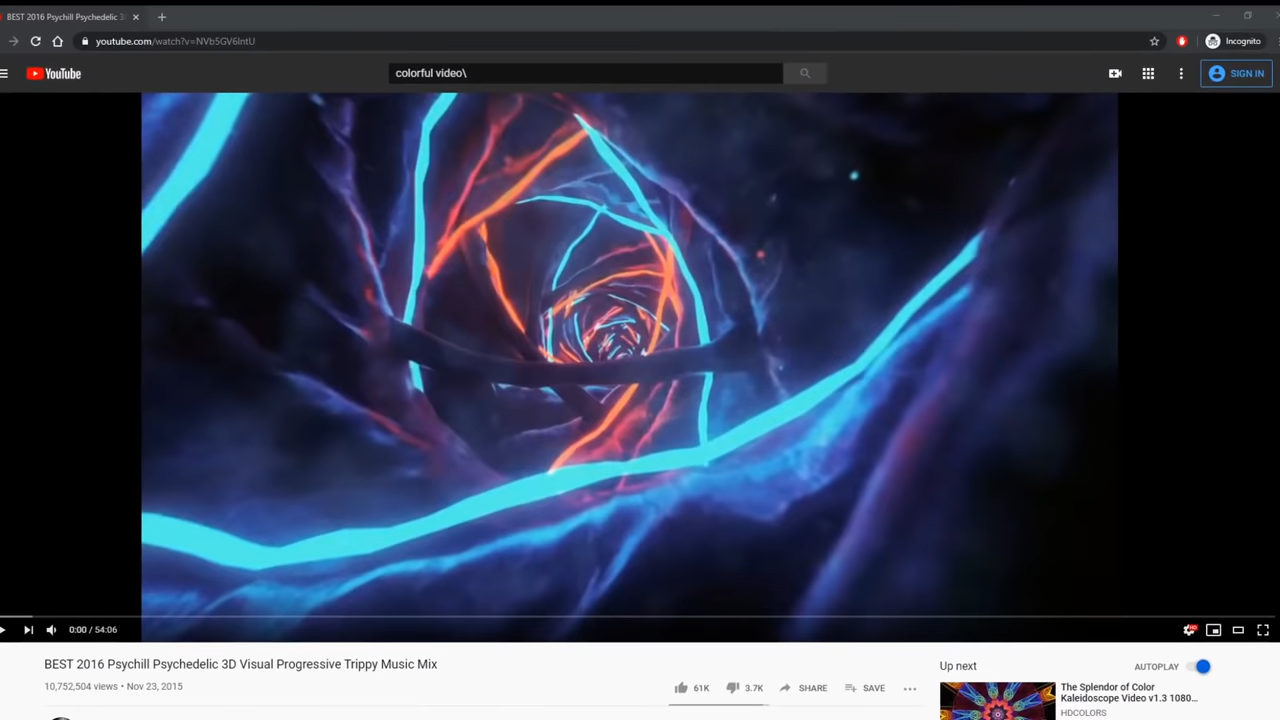 BEST 2016 Psychill Psychedelic 3
youtube.com/watch?v=NVb5GV6lntU
Incognito
YouTube
colorful video\
SIGN IN
0:00 / 54:06
HD
BEST 2016 Psychill Psychedelic 3D Visual Progressive Trippy Music Mix
10,752,504 views • Nov 23, 2015
61K
3.7K
SHARE
SAVE
Up next
AUTOPLAY
The Splendor of Color
Kaleidoscope Video v1.3 1080...
HDCOLORS